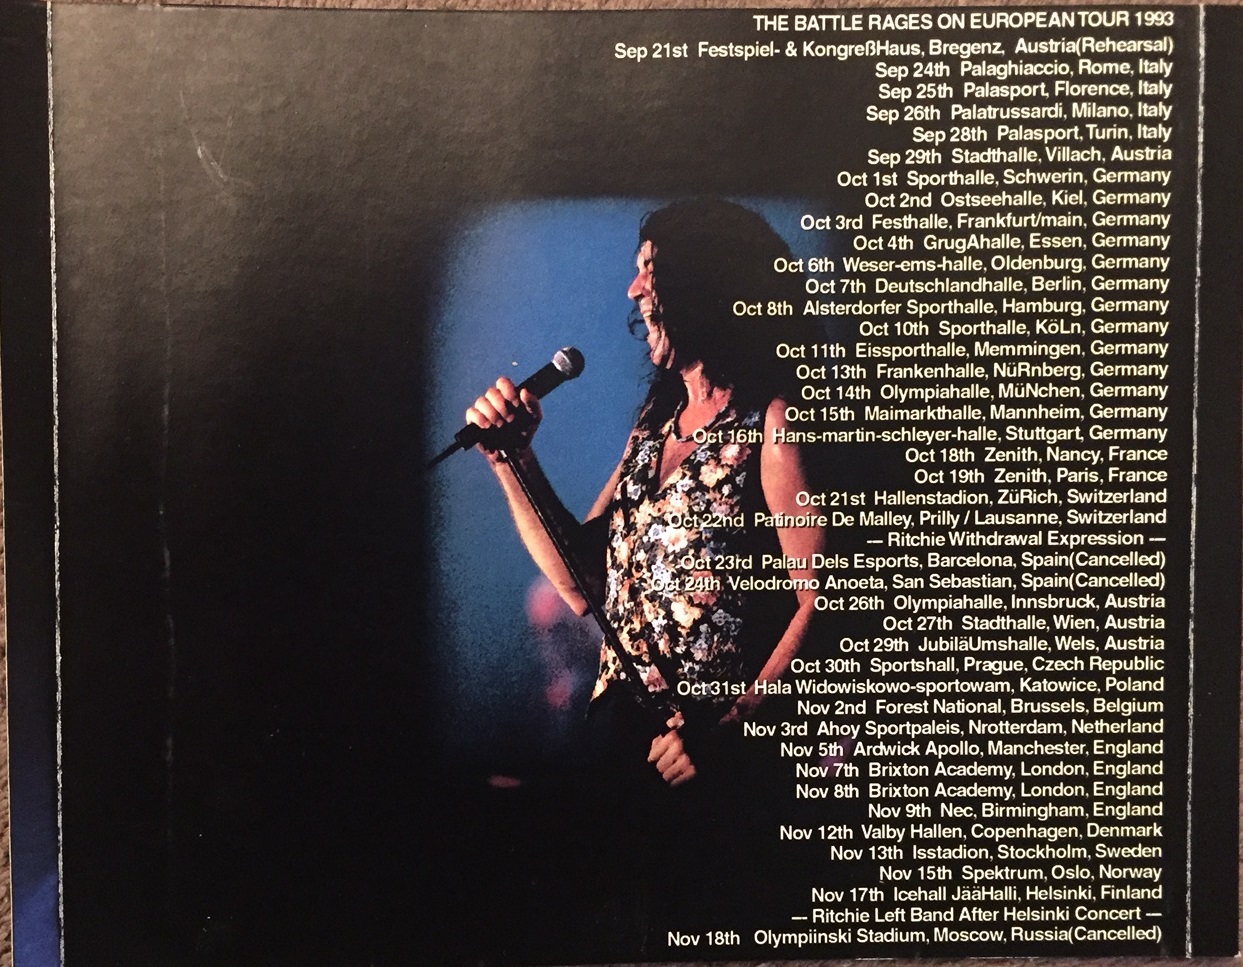 THE BATTLE RAGES ON EUROPEAN TOUR 1993
Sep 21st Festspiel- & KongreßHaus, Bregenz, Austria(Rehearsal)
Sep 24th Palaghiaccio, Rome, Italy
Sep 25th Palasport, Florence, Italy
Sep 26th Palatrussardi, Milano, Italy
Sep 28th Palasport, Turin, Italy
Sep 29th Stadthalle, Villach, Austria
Oct 1st Sporthalle, Schwerin, Germany
Oct 2nd Ostseehalle, Kiel, Germany
Oct 3rd Festhalle, Frankfurt/main, Germany
Oct 4th GrugAhalle, Essen, Germany
Oct 6th Weser-ems-halle, Oldenburg, Germany
Oct 7th Deutschlandhalle, Berlin, Germany
Oct 8th Alsterdorfer Sporthalle, Hamburg, Germany
Oct 10th Sporthalle, KöLn, Germany
Oct 11th Eissporthalle, Memmingen, Germany
Oct 13th Frankenhalle, NüRnberg, Germany
Oct 14th Olympiahalle, MüNchen, Germany
Oct 15th Maimarkthalle, Mannheim, Germany
Oct 16th Hans-martin-schleyer-halle, Stuttgart, Germany
Oct 18th Zenith, Nancy, France
Oct 19th Zenith, Paris, France
Oct 21st Hallenstadion, ZüRich, Switzerland
Oct 22nd Patinoire De Malley, Prilly / Lausanne, Switzerland
--- Ritchie Withdrawal Expression ---
Oct 23rd Palau Dels Esports, Barcelona, Spain(Cancelled)
Oct 24th Velodromo Anoeta, San Sebastian, Spain(Cancelled)
Oct 26th Olympiahalle, Innsbruck, Austria
Oct 27th Stadthalle, Wien, Austria
Oct 29th JubiläUmshalle, Wels, Austria
Oct 30th Sportshall, Prague, Czech Republic
Oct 31st Hala Widowiskowo-sportowam, Katowice, Poland
Nov 2nd Forest National, Brussels, Belgium
Nov 3rd Ahoy Sportpaleis, Nrotterdam, Netherland
Nov 5th Ardwick Apollo, Manchester, England
Nov 7th Brixton Academy, London, England
Nov 8th Brixton Academy, London, England
Nov 9th Nec, Birmingham, England
Nov 12th Valby Hallen, Copenhagen, Denmark
Nov 13th Isstadion, Stockholm, Sweden
Nov 15th Spektrum, Oslo, Norway
Nov 17th Icehall JääHalli, Helsinki, Finland
--- Ritchie Left Band After Helsinki Concert ---
Nov 18th Olympiinski Stadium, Moscow, Russia(Cancelled)